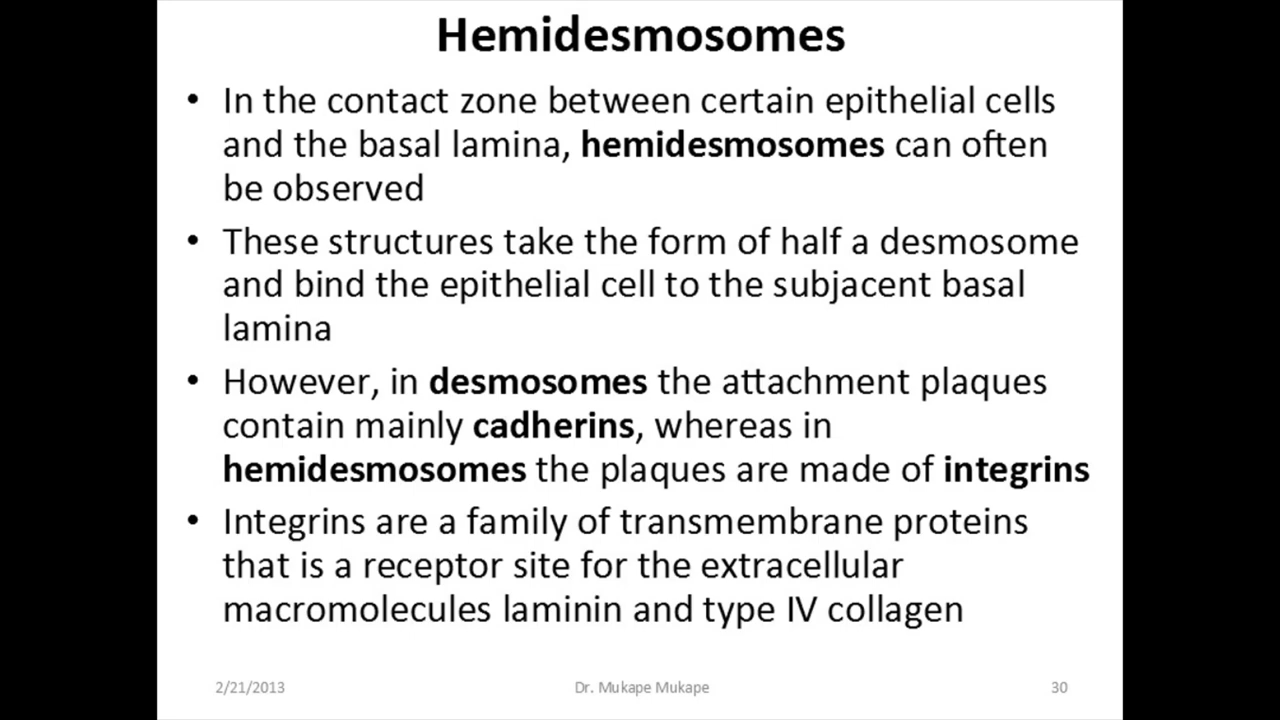 Hemidesmosomes
• In the contact zone between certain epithelial cells
and the basal lamina, hemidesmosomes can often
be observed
• These structures take the form of half a desmosome
and bind the epithelial cell to the subjacent basal
lamina
• However, in desmosomes the attachment plaques
contain mainly cadherins, whereas in
hemidesmosomes the plaques are made of integrins
• Integrins are a family of transmembrane proteins
that is a receptor site for the extracellular
macromolecules laminin and type IV collagen
2/21/2013 Dr. Mukape Mukape 30